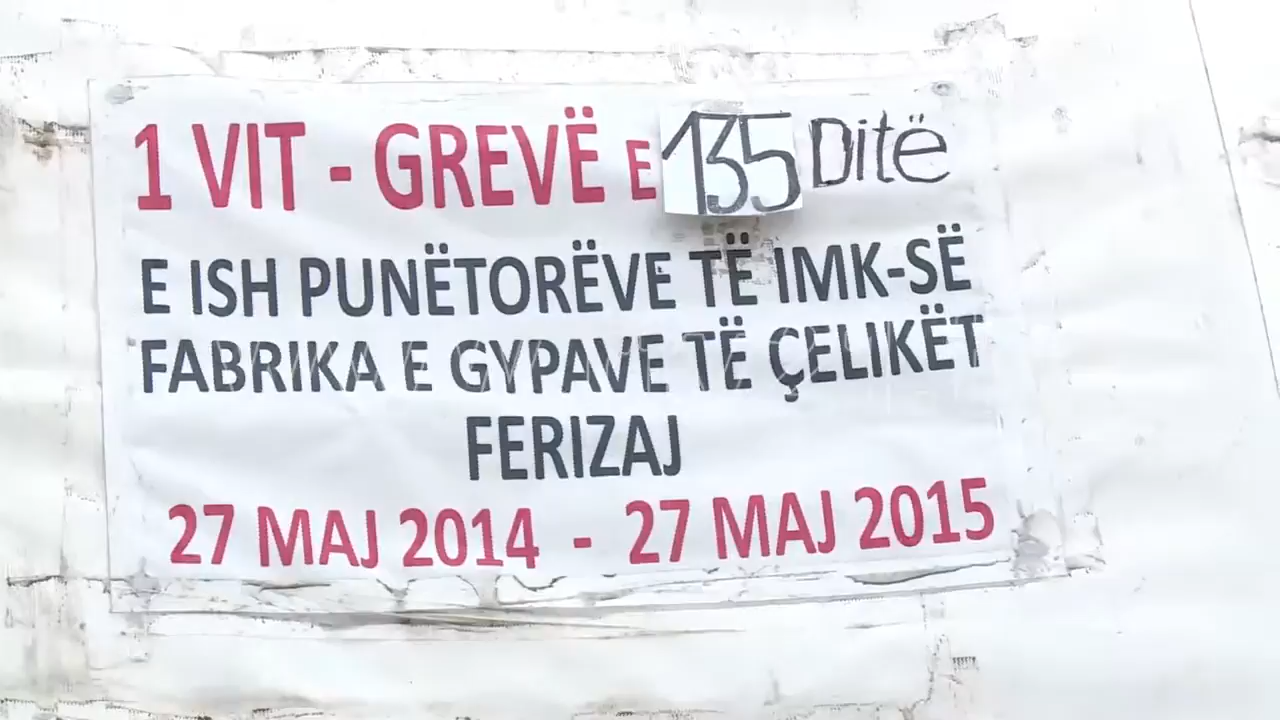 1 VIT - GREVË E 135 Ditë
E ISH PUNËTORËVE TË IMK-SË
FABRIKA E GYPAVE TË ÇELIKËT
FERIZAJ
27 MAJ 2014 - 27 MAJ 2015